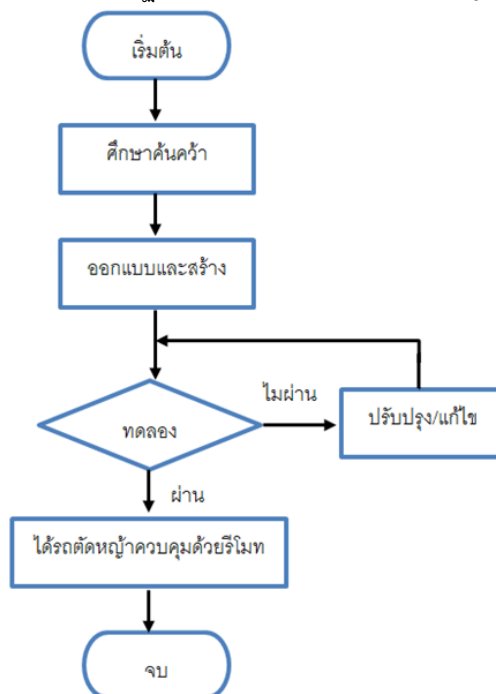 เริ่มต้น
ศึกษาค้นคว้า
ออกแบบและสร้าง
ไมผ่าน
ทดลอง
ปรับปรุง/แก้ไข
ผ่าน
ได้รถตัดหญ้าควบคุมด้วยรีโมท
จบ